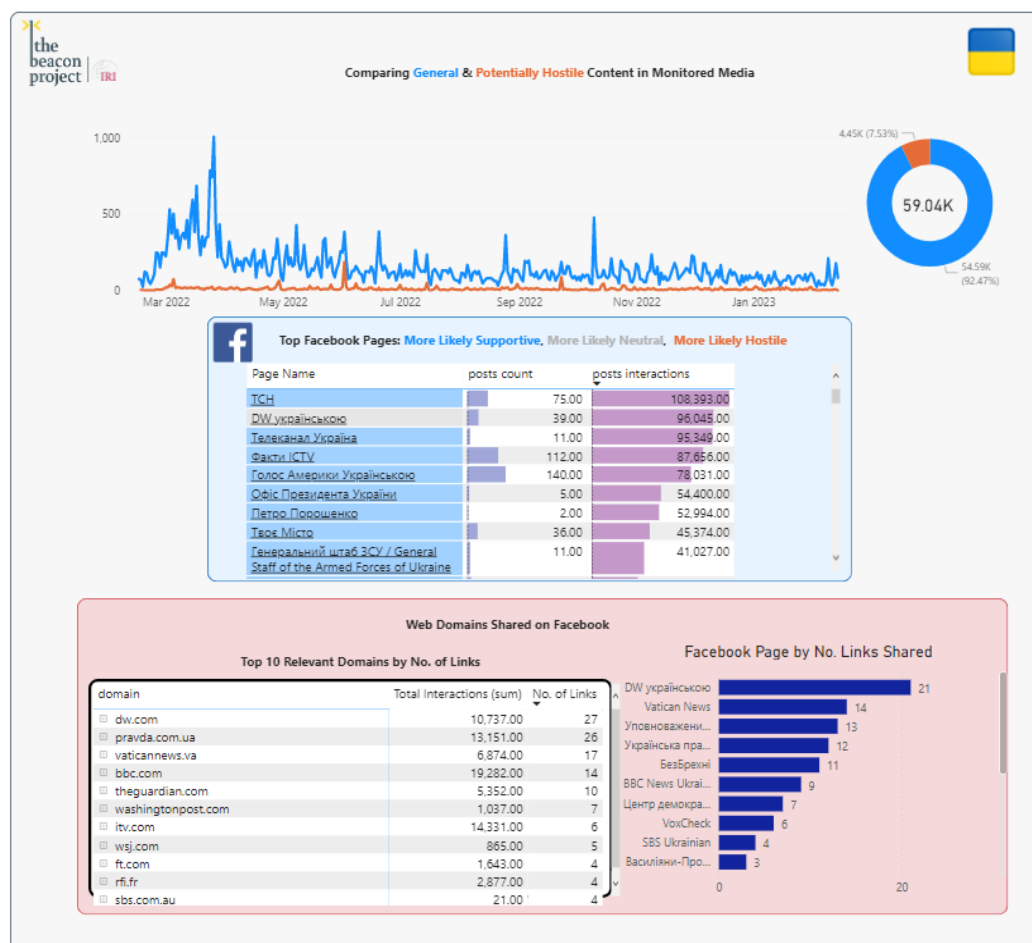 the
beacon
project
IRI
Comparing General & Potentially Hostile Content in Monitored Media
1,000
500
0
Mar 2022 May 2022 Jul 2022 Sep 2022 Nov 2022 Jan 2023
4.45K (7.53%)
59.04K
54.59K
(92.47%)
Top Facebook Pages: More Likely Supportive, More Likely Neutral, More Likely Hostile
Page Name posts count posts interactions
ТСН 75.00 108,393.00
DW українською 39.00 96,045.00
Телеканал Україна 11.00 95,349.00
Факти ICTV 112.00 87,656.00
Голос Америки Українською 140.00 78,031.00
Офіс Президента України 5.00 54,400.00
Петро Порошенко 2.00 52,994.00
Твоє Місто 36.00 45,374.00
Генеральний штаб ЗСУ / General 11.00 41,027.00
Staff of the Armed Forces of Ukraine
Web Domains Shared on Facebook
Top 10 Relevant Domains by No. of Links
domain Total Interactions (sum) No. of Links
dw.com 10,737.00 27
pravda.com.ua 13,151.00 26
vaticannews.va 6,874.00 17
bbc.com 19,282.00 14
theguardian.com 5,352.00 10
washingtonpost.com 1,037.00 7
itv.com 14,331.00 6
wsj.com 865.00 5
ft.com 1,643.00 4
rfi.fr 2,877.00 4
sbs.com.au 21.00 4
Facebook Page by No. Links Shared
DW українською 21
Vatican News 14
Уповноважени... 13
Українська пра... 12
БезБрехні 11
BBC News Ukrai... 9
Центр демокра... 7
VoxCheck 6
SBS Ukrainian 4
Василіяни-Про... 3
0 20